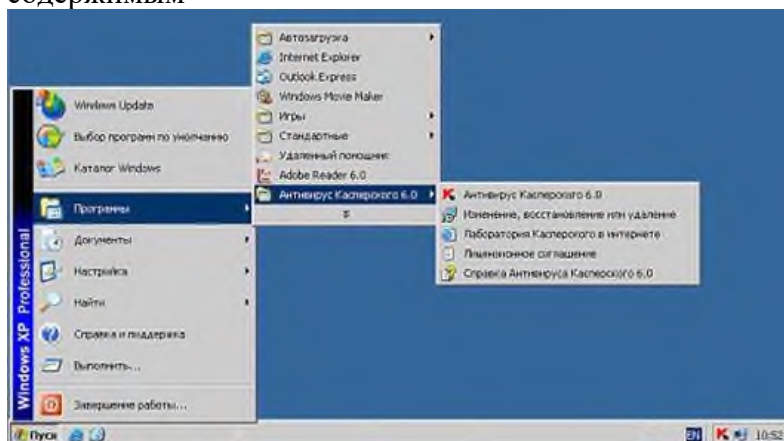 содержимым
Автозагрузка
Internet Explorer
Outlook Express
Windows Movie Maker
Игры
Стандартные
Удаленный помощник
Adobe Reader 6.0
Антивирус Касперского 6.0
Windows Update
Выбор программ по умолчанию
Каталог Windows
Программы
Документы
Настройка
Найти
Справка и поддержка
Выполнить...
Завершение работы...
Windows XP Professional
Антивирус Касперского 6.0
Изменение, восстановление или удаление
Лаборатория Касперского в интернете
Лицензионное соглашение
Справка Антивируса Касперского 6.0
Пуск
EN
10:52